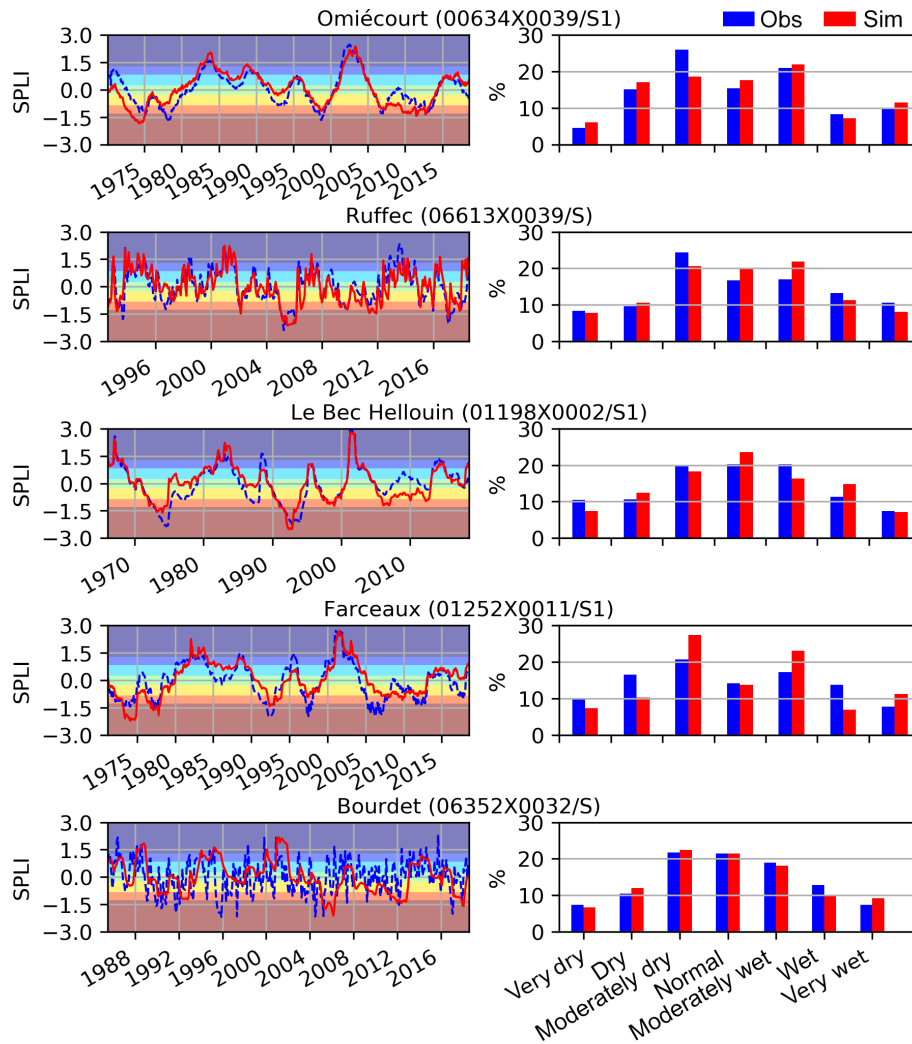 Omiécourt (00634X0039/S1)
Obs Sim
SPLI
3.0
1.5
0.0
−1.5
−3.0
1975 1980 1985 1990 1995 2000 2005 2010 2015
%
30
20
10
0
Ruffec (06613X0039/S)
SPLI
3.0
1.5
0.0
−1.5
−3.0
1996 2000 2004 2008 2012 2016
%
30
20
10
0
Le Bec Hellouin (01198X0002/S1)
SPLI
3.0
1.5
0.0
−1.5
−3.0
1970 1980 1990 2000 2010
%
30
20
10
0
Farceaux (01252X0011/S1)
SPLI
3.0
1.5
0.0
−1.5
−3.0
1975 1980 1985 1990 1995 2000 2005 2010 2015
%
30
20
10
0
Bourdet (06352X0032/S)
SPLI
3.0
1.5
0.0
−1.5
−3.0
1988 1992 1996 2000 2004 2008 2012 2016
%
30
20
10
0
Very dry
Dry
Moderately dry
Normal
Moderately wet
Wet
Very wet